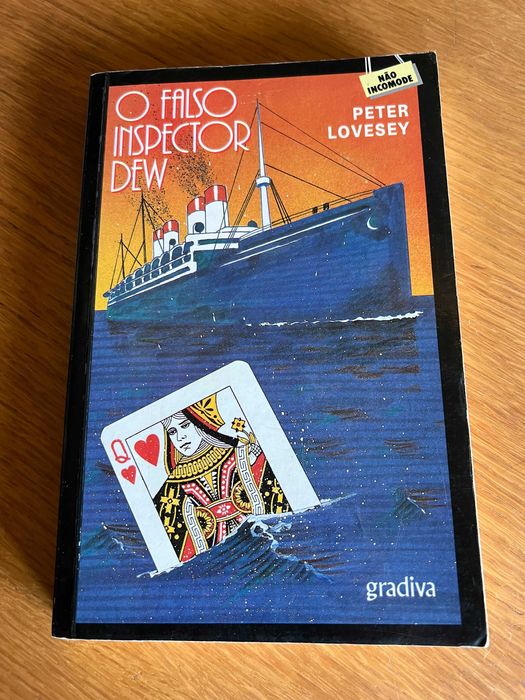 NÃO
INCOMODE
O FALSO
INSPECTOR
DEW
PETER
LOVESEY
Q
gradiva